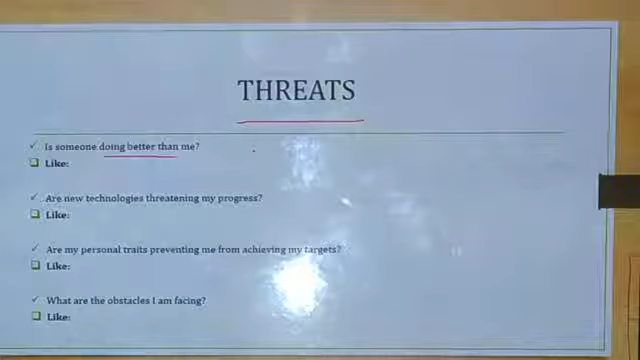 THREATS
✓ Is someone doing better than me?
❑ Like:
✓ Are new technologies threatening my progress?
❑ Like:
✓ Are my personal traits preventing me from achieving my targets?
❑ Like:
✓ What are the obstacles I am facing?
❑ Like: